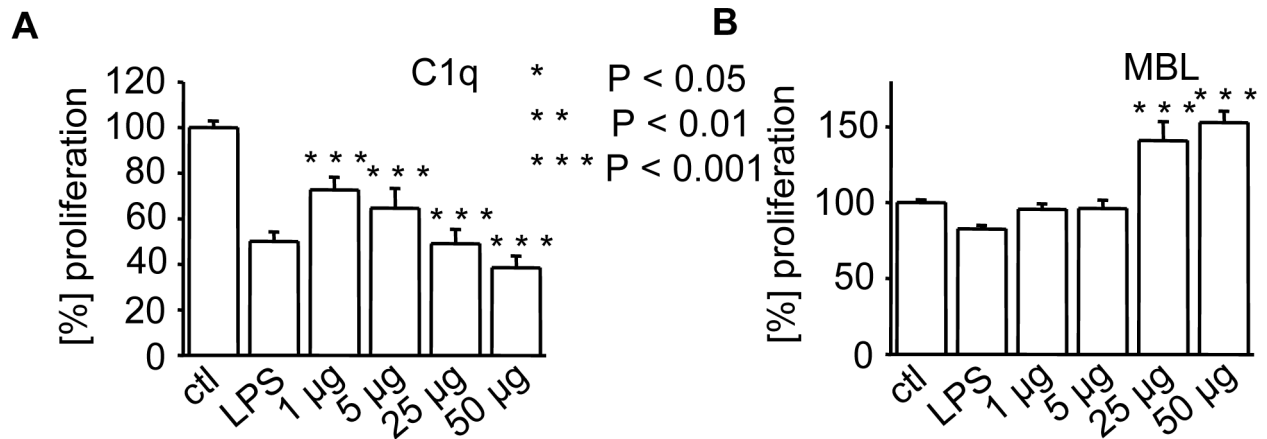 A
C1q
* P < 0.05
* * P < 0.01
* * * P < 0.001
[%] proliferation
120
100
80
60
40
20
0
* * *
* * *
* * *
* * *
ctl
LPS
1 µg
5 µg
25 µg
50 µg
B
MBL
[%] proliferation
150
100
50
0
* * *
* * *
ctl
LPS
1 µg
5 µg
25 µg
50 µg